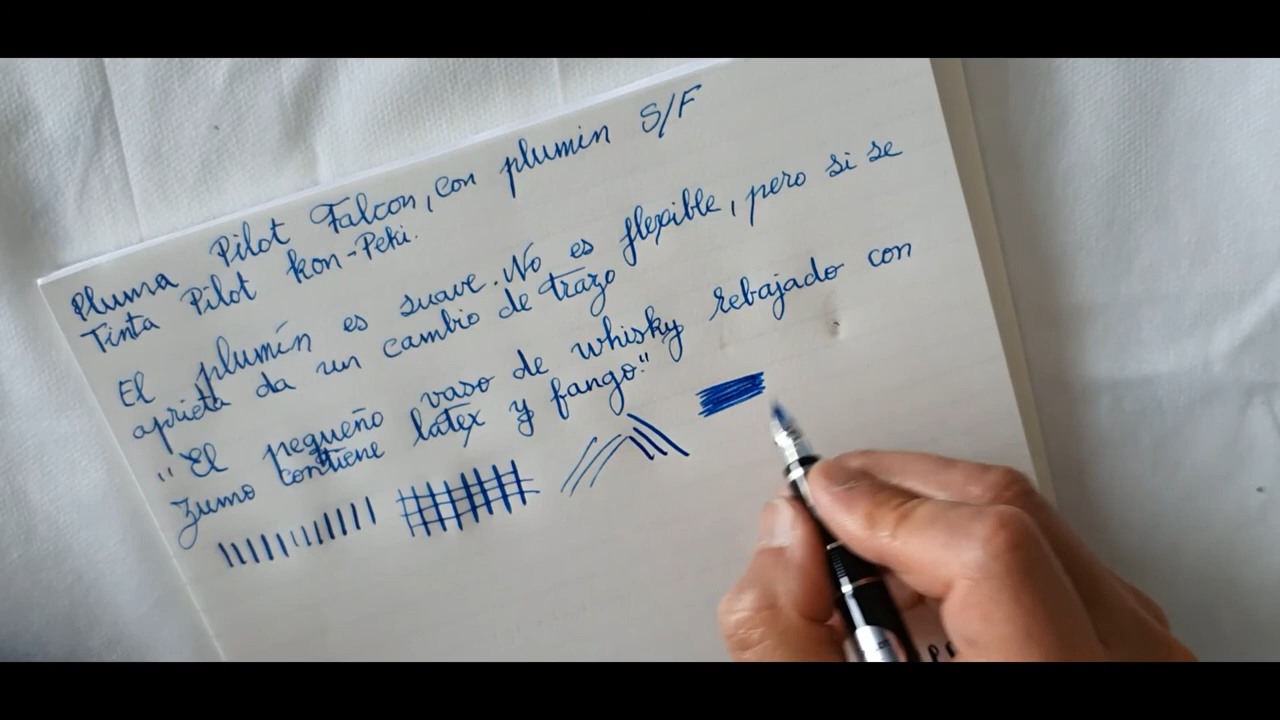 Pluma Pilot Falcon, con plumin S/F
Tinta Pilot kon-Peki.
El plumín es suave. No es flexible, pero si se
aprieta da un cambio de trazo
"El pequeño vaso de whisky rebajado con
zumo contiene latex y fango."